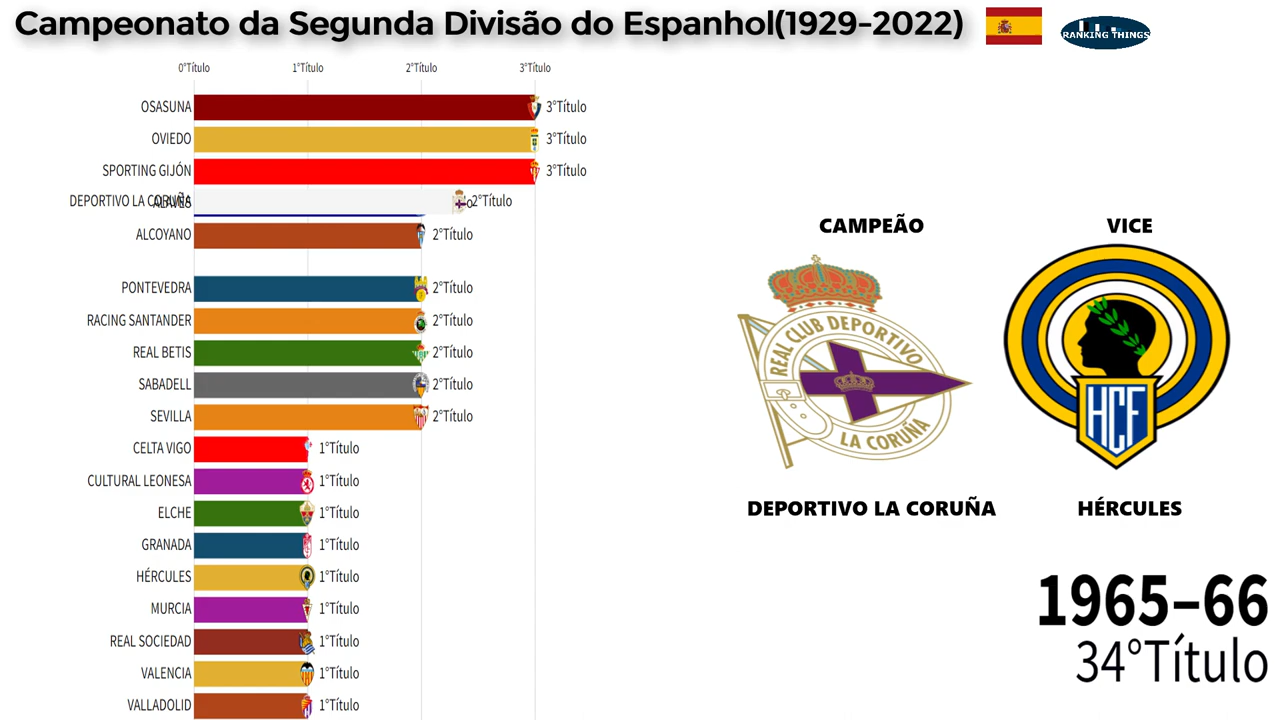 Campeonato da Segunda Divisão do Espanhol(1929-2022)
RANKING THINGS
0°Título 1°Título 2°Título 3°Título
OSASUNA 3°Título
OVIEDO 3°Título
SPORTING GIJÓN 3°Título
DEPORTIVO LA CORUÑA 2°Título
ALCOYANO 2°Título
PONTEVEDRA 2°Título
RACING SANTANDER 2°Título
REAL BETIS 2°Título
SABADELL 2°Título
SEVILLA 2°Título
CELTA VIGO 1°Título
CULTURAL LEONESA 1°Título
ELCHE 1°Título
GRANADA 1°Título
HÉRCULES 1°Título
MURCIA 1°Título
REAL SOCIEDAD 1°Título
VALENCIA 1°Título
VALLADOLID 1°Título
CAMPEÃO
VICE
REAL CLUB DEPORTIVO
LA CORUÑA
HCF
DEPORTIVO LA CORUÑA
HÉRCULES
1965-66
34°Título